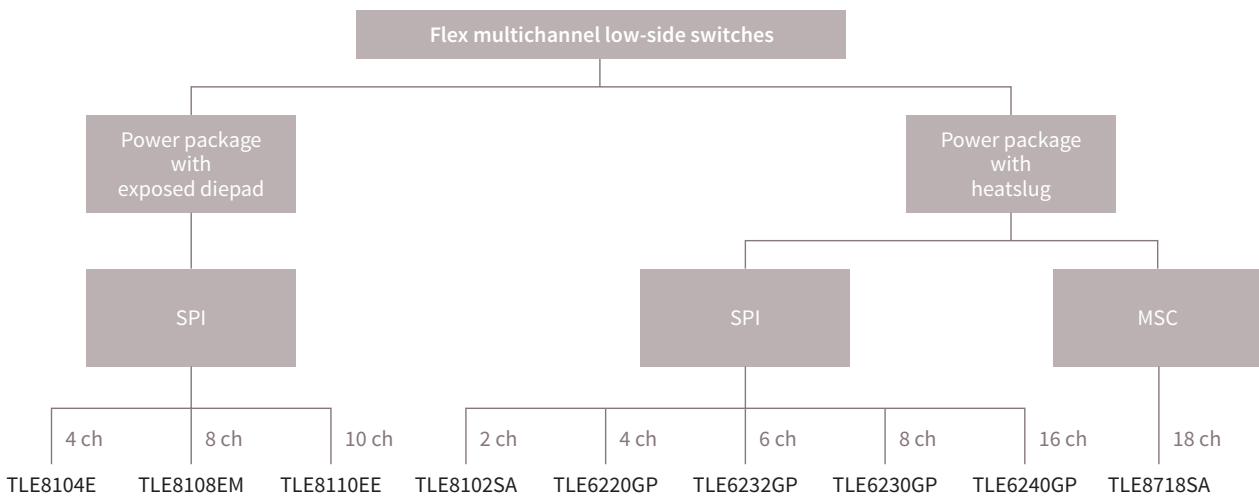 Flex multichannel low-side switches
Power package
with
exposed diepad
Power package
with
heatslug
SPI
SPI
MSC
4 ch
8 ch
10 ch
2 ch
4 ch
6 ch
8 ch
16 ch
18 ch
TLE8104E
TLE8108EM
TLE8110EE
TLE8102SA
TLE6220GP
TLE6232GP
TLE6230GP
TLE6240GP
TLE8718SA